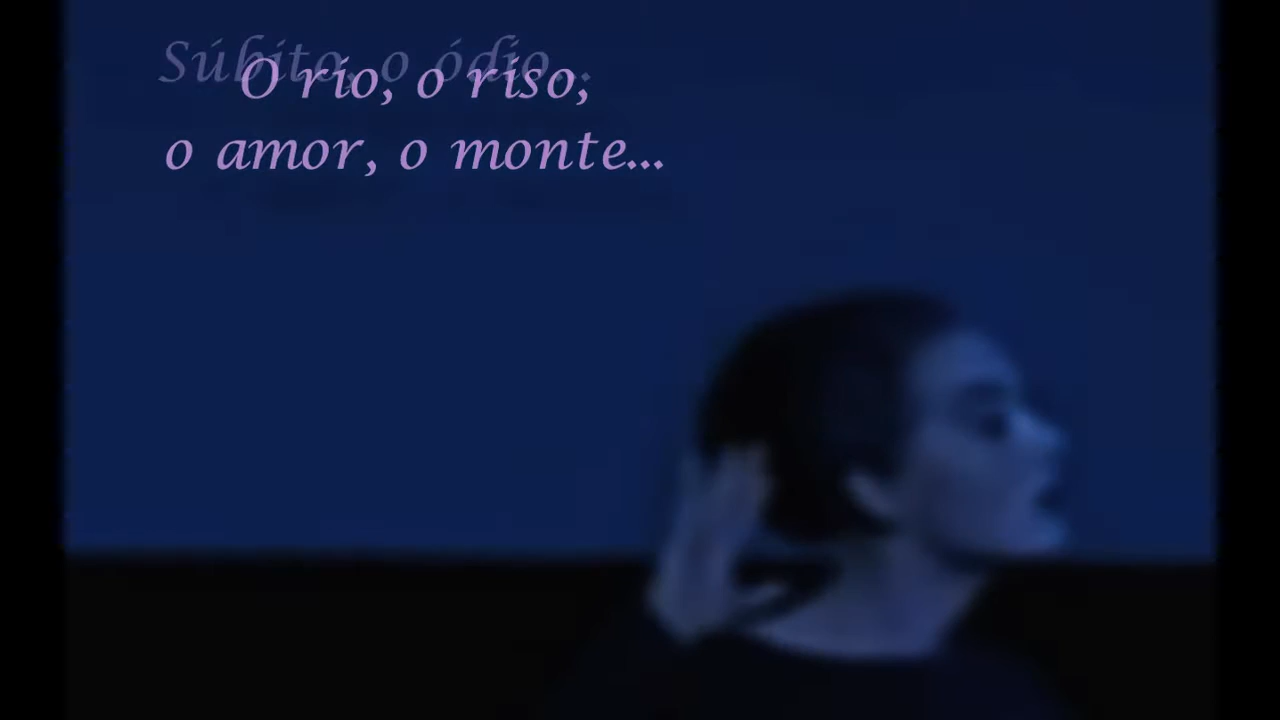 Súbito, o ódio...
O rio, o riso,
o amor, o monte...